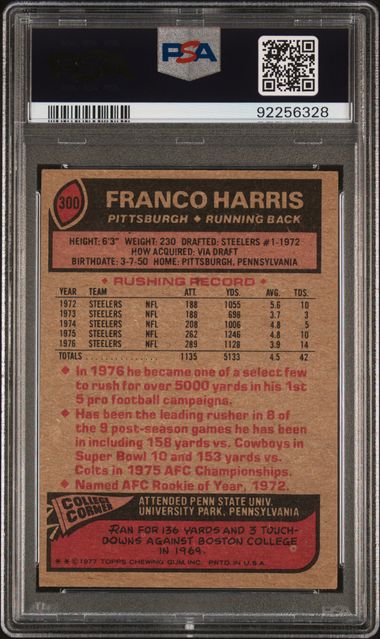 PSA
92256328
300
FRANCO HARRIS
PITTSBURGH ◆ RUNNING BACK
HEIGHT: 6'3" WEIGHT: 230 DRAFTED: STEELERS #1-1972
HOW ACQUIRED: VIA DRAFT
BIRTHDATE: 3-7-50 HOME: PITTSBURG, PENNSYLVANIA
◆ RUSHING RECORD ◆
YEAR TEAM ATT. YDS. AVG. TDS.
1972 STEELERS NFL 188 1055 5.6 10
1973 STEELERS NFL 188 698 3.7 3
1974 STEELERS NFL 208 1006 4.8 5
1975 STEELERS NFL 262 1246 4.8 10
1976 STEELERS NFL 289 1128 3.9 14
TOTALS 1135 5133 4.5 42
◆ In 1976 he became one of a select few
to rush for over 5000 yards in his 1st
5 pro football campaigns.
◆ Has been the leading rusher in 8 of
the 9 post-season games he has been
in including 158 yards vs. Cowboys in
Super Bowl 10 and 153 yards vs.
Colts in 1975 AFC Championships.
◆ Named AFC Rookie of Year, 1972.
COLLEGE
CORNER
ATTENDED PENN STATE UNIV.
UNIVERSITY PARK, PENNSYLVANIA
RAN FOR 136 YARDS AND 3 TOUCH-
DOWNS AGAINST BOSTON COLLEGE
IN 1969.
* * © 1977 TOPPS CHEWING GUM, INC. PRTD. IN U.S.A.